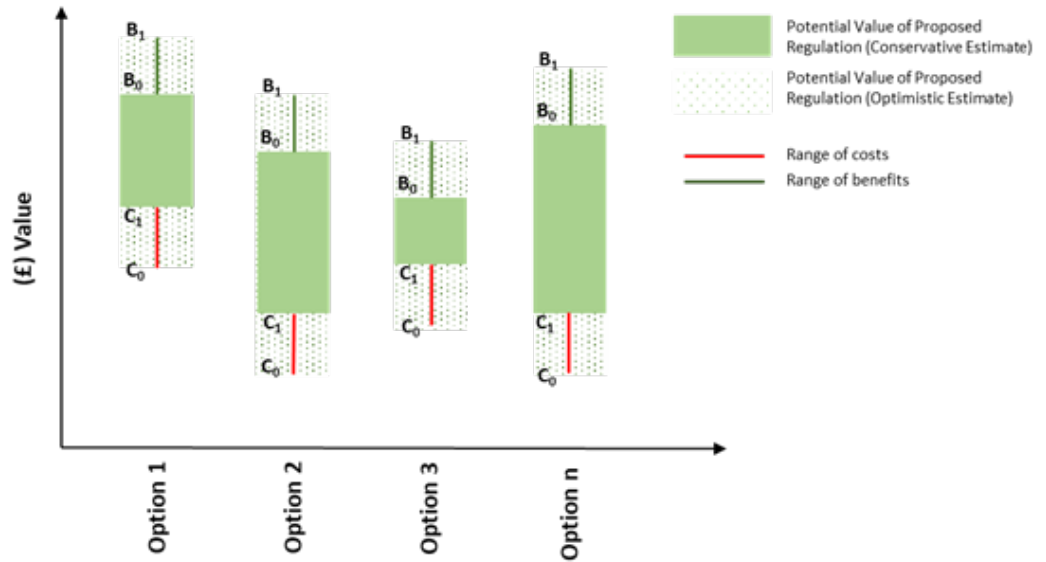 (£) Value
B₁
B₀
C₁
C₀
Option 1
B₁
B₀
C₁
C₀
Option 2
B₁
B₀
C₁
C₀
Option 3
B₁
B₀
C₁
C₀
Option n
Potential Value of Proposed
Regulation (Conservative Estimate)
Potential Value of Proposed
Regulation (Optimistic Estimate)
Range of costs
Range of benefits